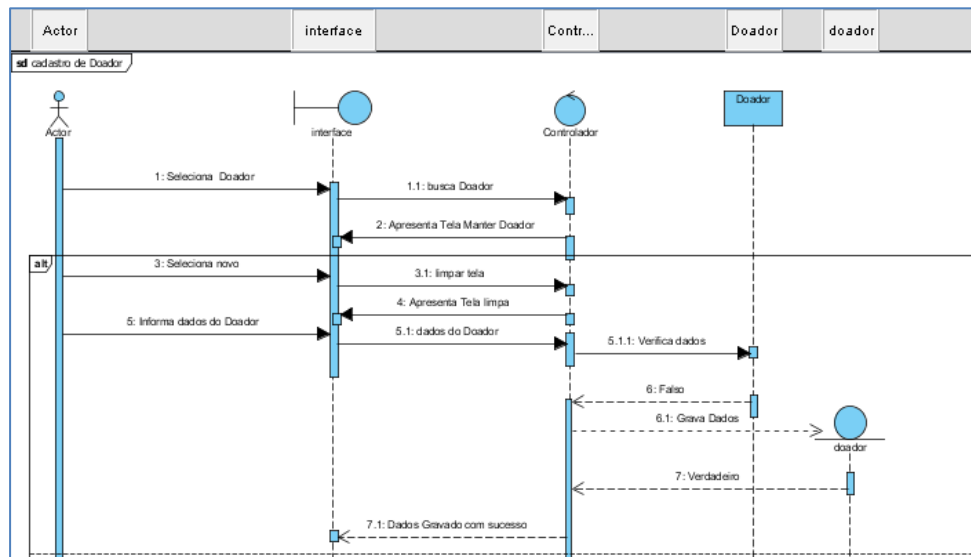 Actor
interface
Contr...
Doador
doador
sd cadastro de Doador
Doador
Actor
interface
Controlador
1: Seleciona Doador
1.1: busca Doador
2: Apresenta Tela Manter Doador
alt
3: Seleciona novo
3.1: limpar tela
4: Apresenta Tela limpa
5: Informa dados do Doador
5.1: dados do Doador
5.1.1: Verifica dados
6: Falso
6.1: Grava Dados
doador
7: Verdadeiro
7.1: Dados Gravado com sucesso